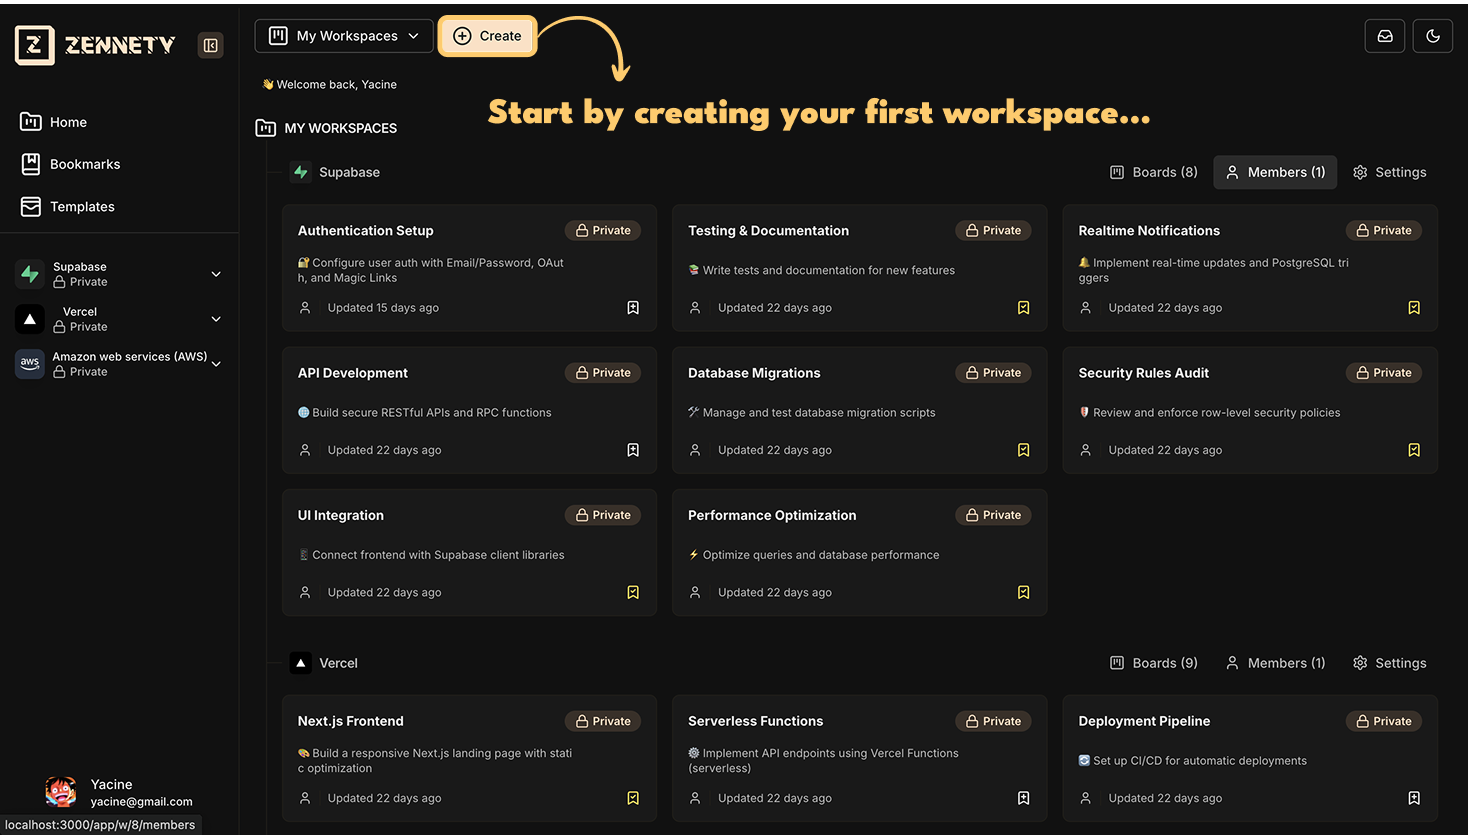 ZENNETY
My Workspaces
Create
Welcome back, Yacine
Start by creating your first workspace...
Home
Bookmarks
Templates
Supabase
Private
Vercel
Private
aws
Amazon web services (AWS)
Private
MY WORKSPACES
Supabase
Boards (8)
Members (1)
Settings
Authentication Setup
Private
Configure user auth with Email/Password, OAut
h, and Magic Links
Updated 15 days ago
Testing & Documentation
Private
Write tests and documentation for new features
Updated 22 days ago
Realtime Notifications
Private
Implement real-time updates and PostgreSQL tri
ggers
Updated 22 days ago
API Development
Private
Build secure RESTful APIs and RPC functions
Updated 22 days ago
Database Migrations
Private
Manage and test database migration scripts
Updated 22 days ago
Security Rules Audit
Private
Review and enforce row-level security policies
Updated 22 days ago
UI Integration
Private
Connect frontend with Supabase client libraries
Updated 22 days ago
Performance Optimization
Private
Optimize queries and database performance
Updated 22 days ago
Vercel
Boards (9)
Members (1)
Settings
Next.js Frontend
Private
Build a responsive Next.js landing page with stati
c optimization
Updated 22 days ago
Serverless Functions
Private
Implement API endpoints using Vercel Functions
(serverless)
Updated 22 days ago
Deployment Pipeline
Private
Set up CI/CD for automatic deployments
Updated 22 days ago
Yacine
yacine@gmail.com
localhost:3000/app/w/8/members